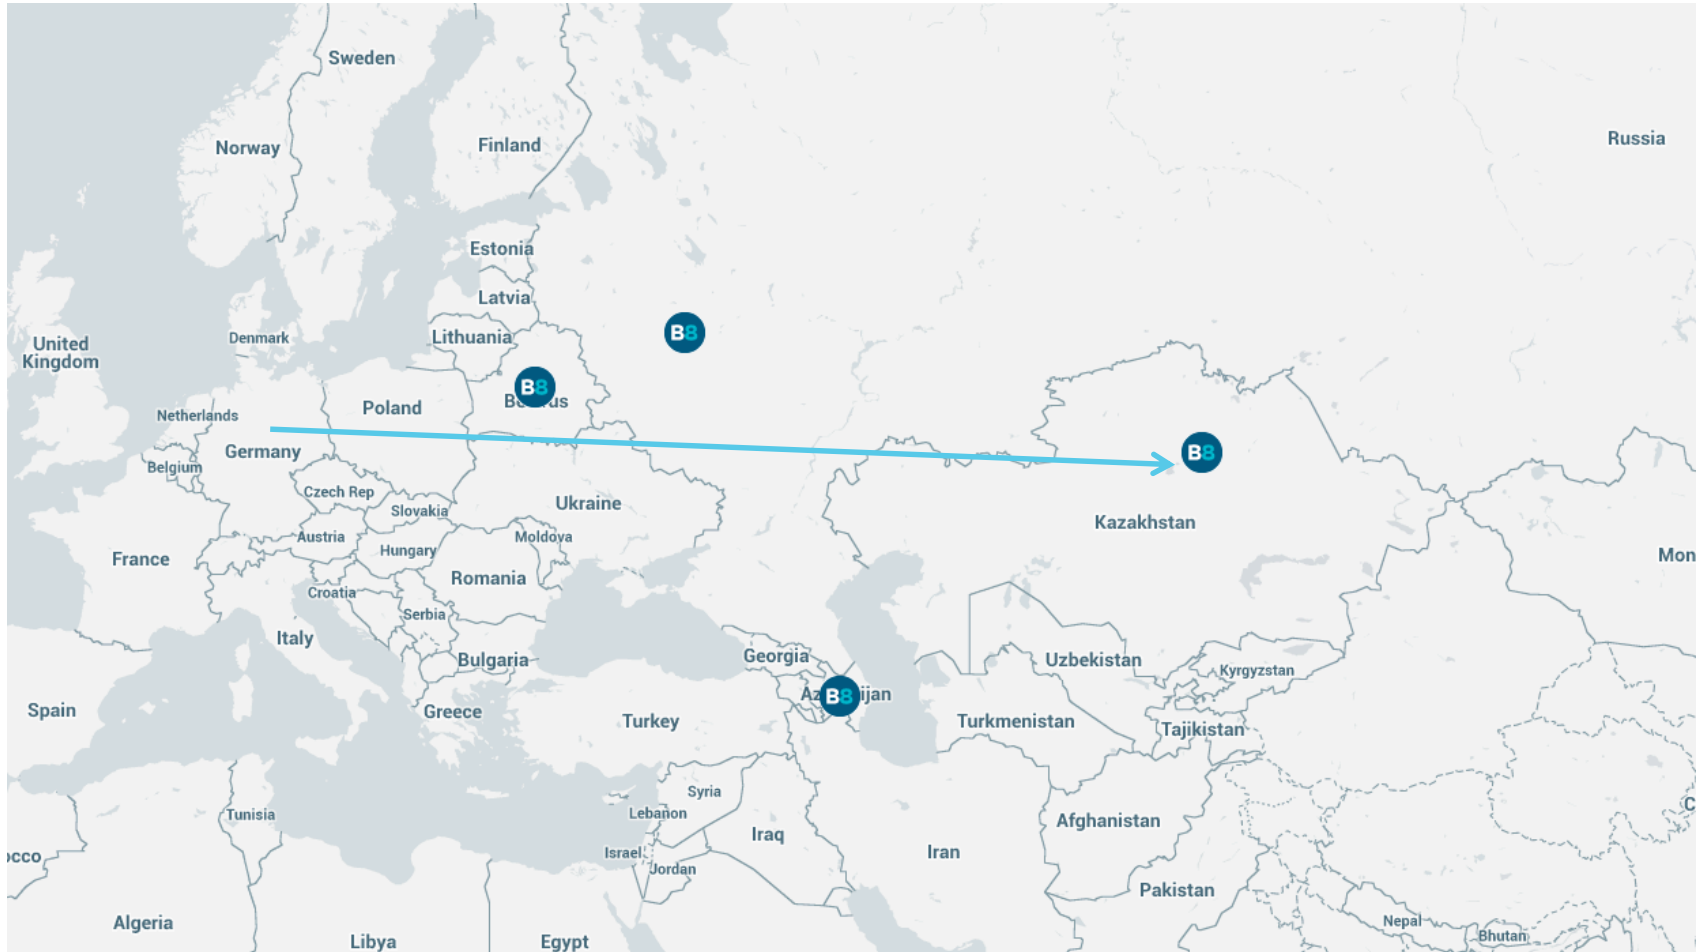 Sweden
Russia
Norway
Finland
Estonia
Latvia
Lithuania
Denmark
United
Kingdom
B8
B8
Netherlands
Poland
Germany
Belgium
B8
Czech Rep
Slovakia
Ukraine
Kazakhstan
Austria
Moldova
Hungary
France
Romania
Mon
Croatia
Serbia
Italy
Georgia
Bulgaria
Uzbekistan
Kyrgyzstan
B8
Spain
Greece
Turkey
Turkmenistan
Tajikistan
Syria
Lebanon
Tunisia
Iraq
Afghanistan
C
occo
Israel
Iran
Jordan
Pakistan
Algeria
Libya
Egypt
Nepal
Bhutan